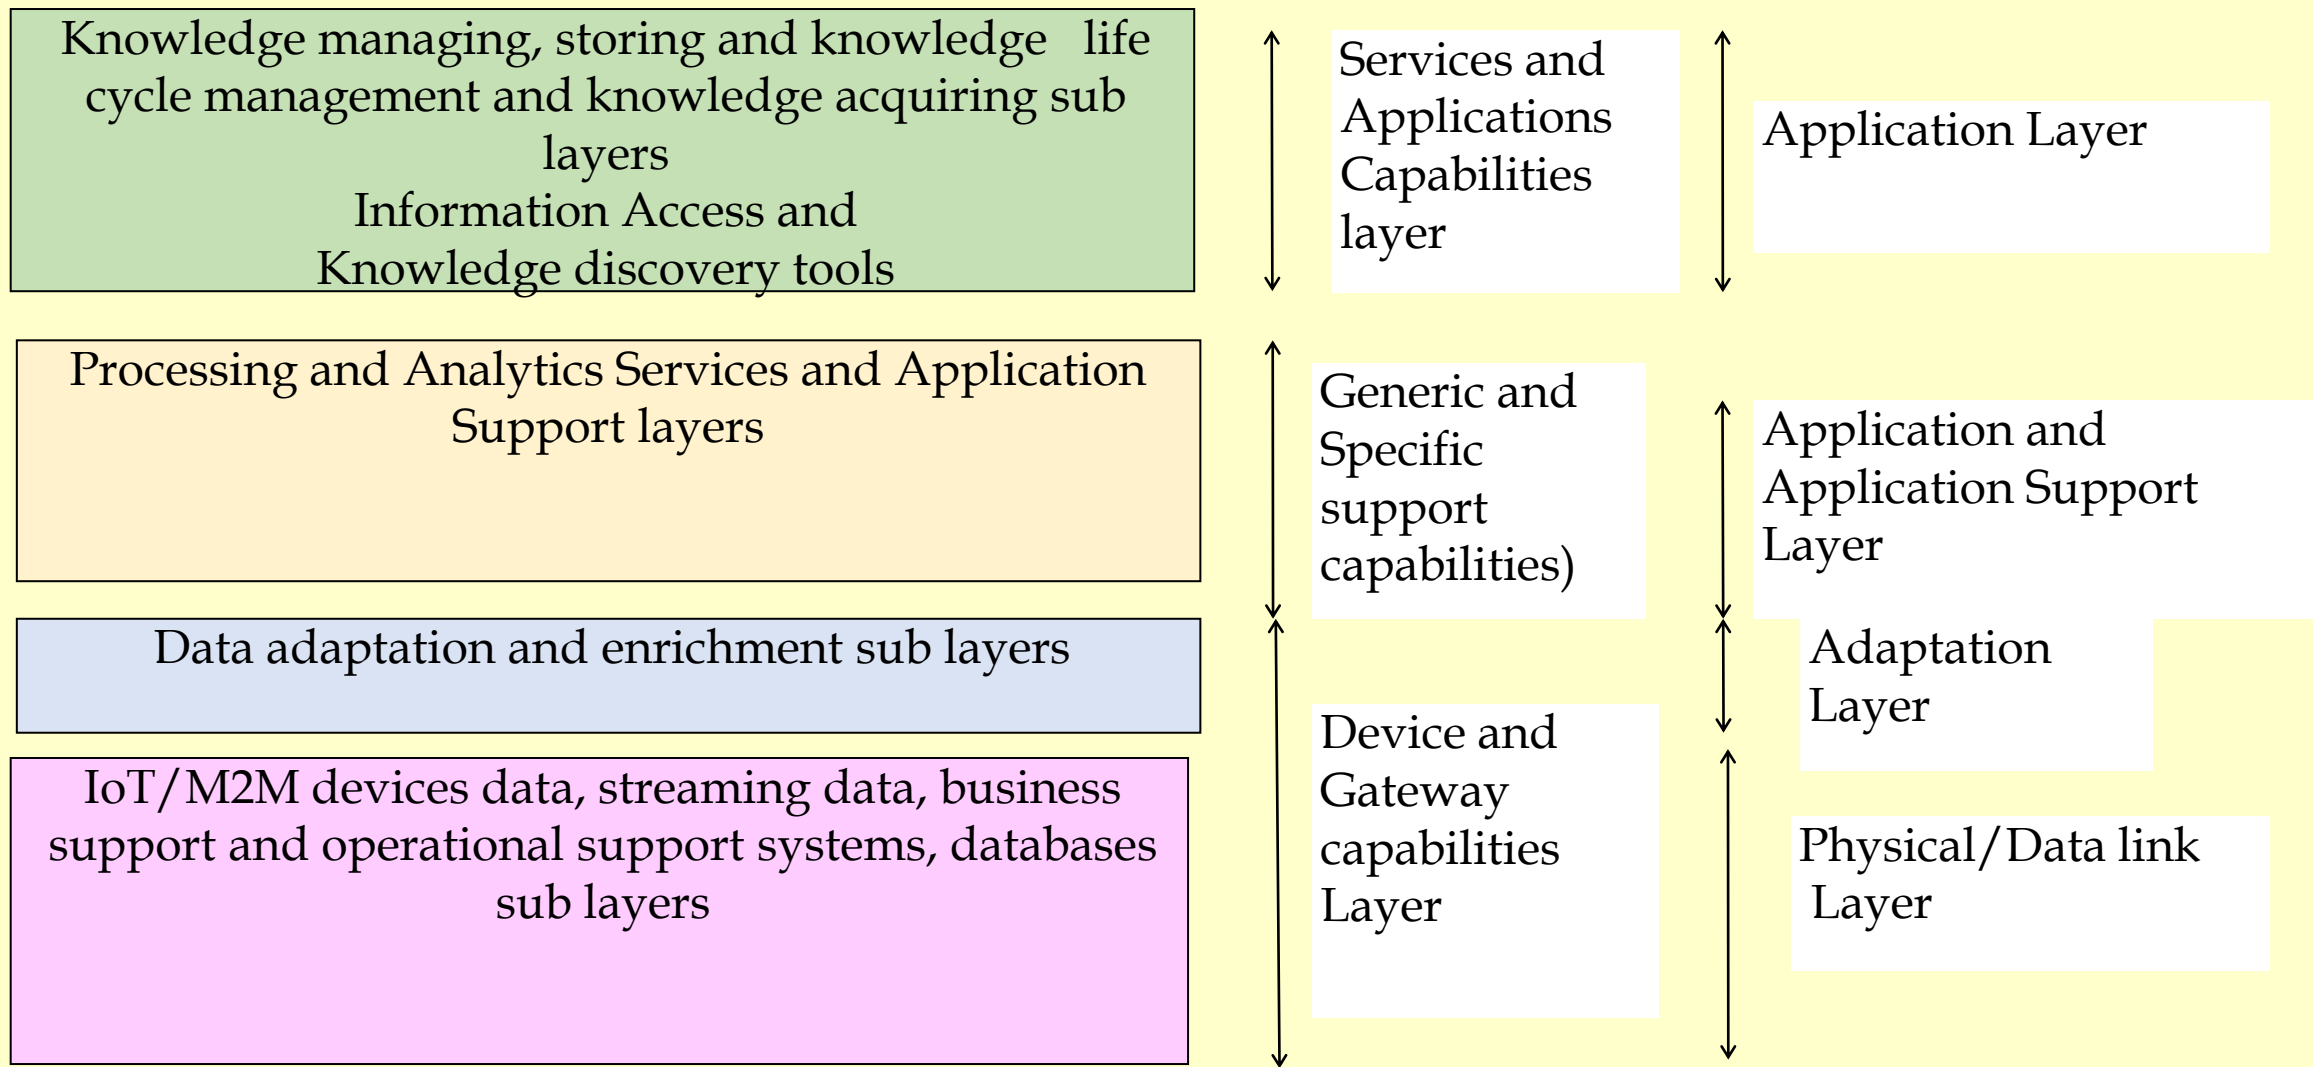 Knowledge managing, storing and knowledge   life
cycle management and knowledge acquiring sub
layers
Information Access and
Knowledge discovery tools
Services and
Applications
Capabilities
layer
Application Layer
Processing and Analytics Services and Application
Support layers
Generic and
Specific
support
capabilities)
Application and
Application Support
Layer
Data adaptation and enrichment sub layers
Adaptation
Layer
IoT/M2M devices data, streaming data, business
support and operational support systems, databases
sub layers
Device and
Gateway
capabilities
Layer
Physical/Data link
Layer